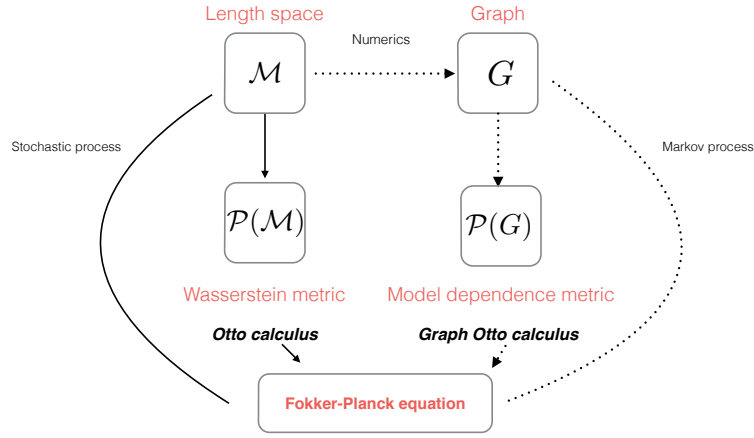 Length space
Graph
Numerics
ℳ
G
Stochastic process
Markov process
𝒫(ℳ)
𝒫(G)
Wasserstein metric
Model dependence metric
Otto calculus
Graph Otto calculus
Fokker-Planck equation